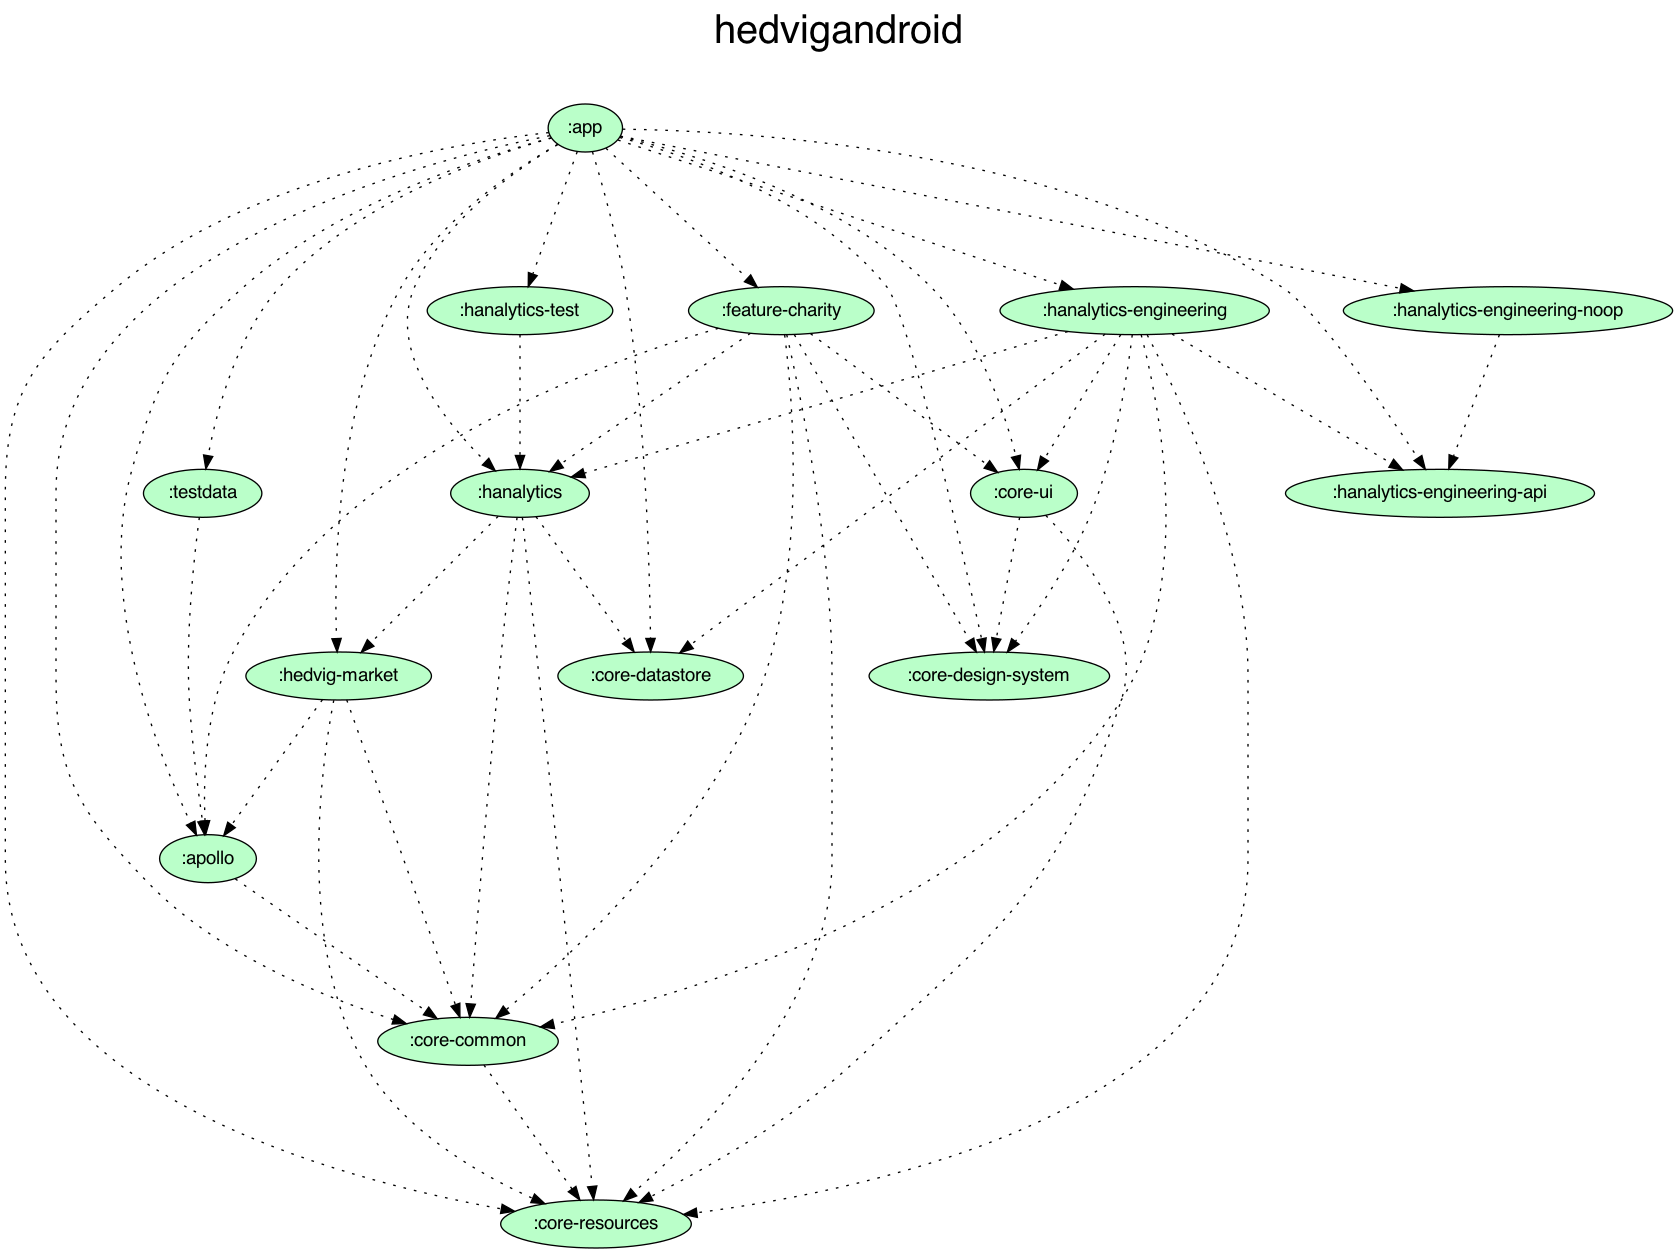 hedvigandroid
:app
:hanalytics-test
:feature-charity
:hanalytics-engineering
:hanalytics-engineering-noop
:testdata
:hanalytics
:core-ui
:hanalytics-engineering-api
:hedvig-market
:core-datastore
:core-design-system
:apollo
:core-common
:core-resources